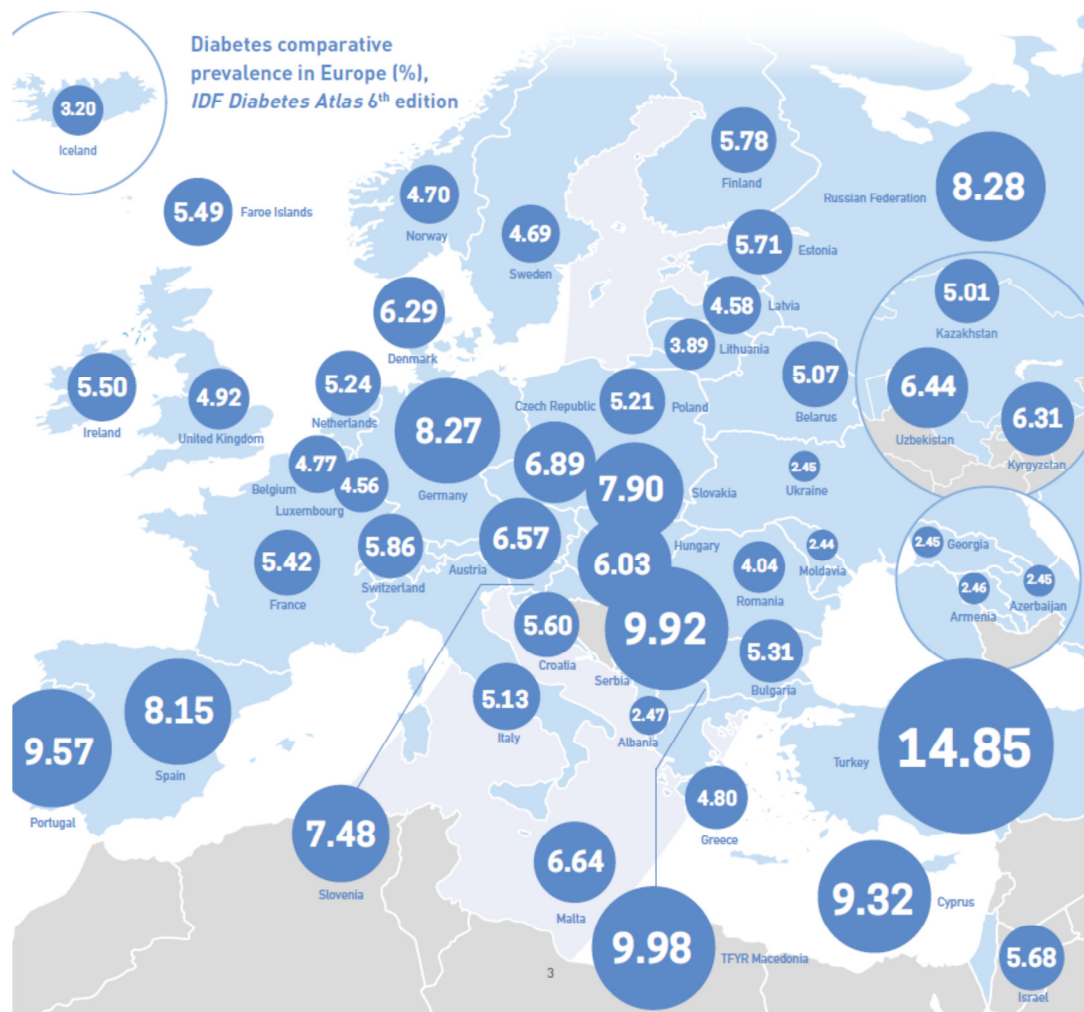 Diabetes comparative
prevalence in Europe (%),
IDF Diabetes Atlas 6th edition
3.20
Iceland
5.49 Faroe Islands
4.70
Norway
4.69
Sweden
5.78
Finland
Russian Federation 8.28
5.71
Estonia
4.58 Latvia
3.89 Lithuania
6.29
Denmark
5.01
Kazakhstan
6.44
Uzbekistan
6.31
Kyrgyzstan
5.50
Ireland
4.92
United Kingdom
5.24
Netherlands
8.27
Germany
Czech Republic
6.89
5.21 Poland
5.07
Belarus
4.77
Belgium
4.56
Luxembourg
7.90 Slovakia
2.45
Ukraine
5.42
France
5.86
Switzerland
6.57
Austria
6.03
Hungary
4.04
Romania
2.44
Moldavia
2.45 Georgia
2.46
Armenia
2.45
Azerbaijan
5.60
Croatia
9.92
Serbia
5.31
Bulgaria
5.13
Italy
2.47
Albania
9.57
Portugal
8.15
Spain
Turkey 14.85
7.48
Slovenia
4.80
Greece
6.64
Malta
9.32 Cyprus
9.98 TFYR Macedonia
5.68
Israel
3